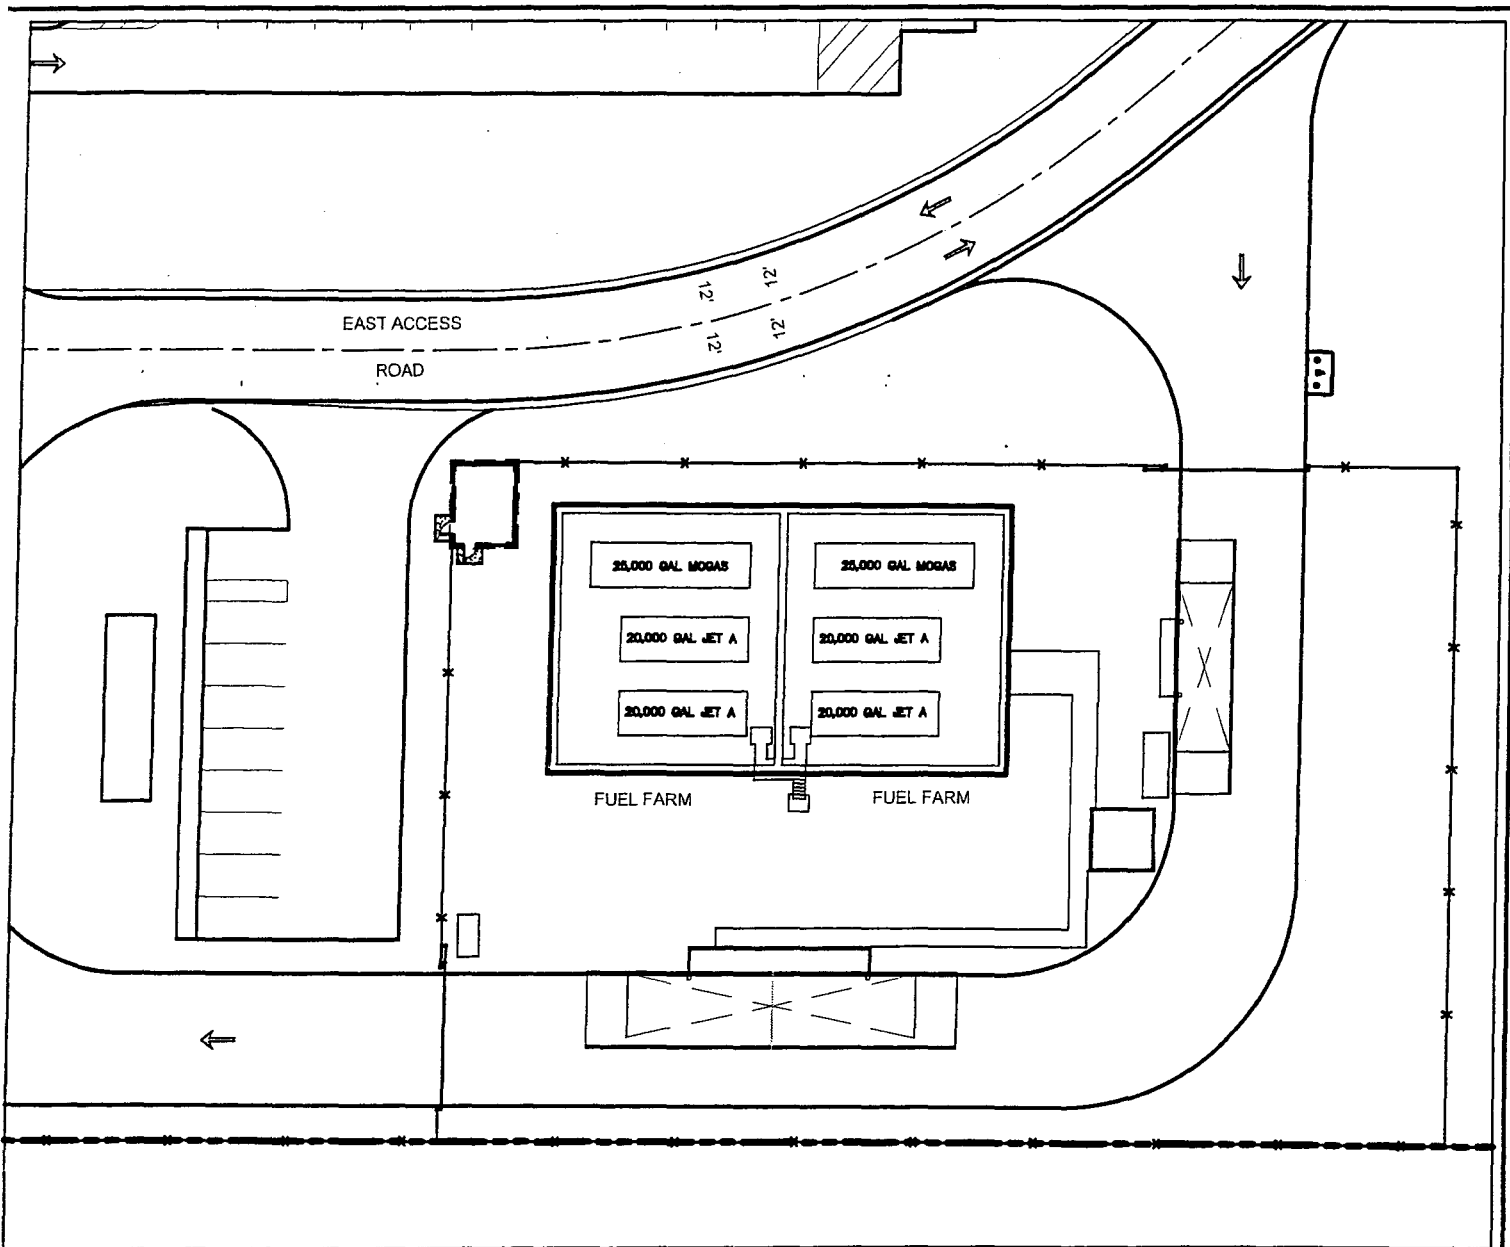 12'
12'
EAST ACCESS
12'
12'
ROAD
25,000 GAL MOGAS
25,000 GAL MOGAS
20,000 GAL JET A
20,000 GAL JET A
20,000 GAL JET A
20,000 GAL JET A
FUEL FARM
FUEL FARM